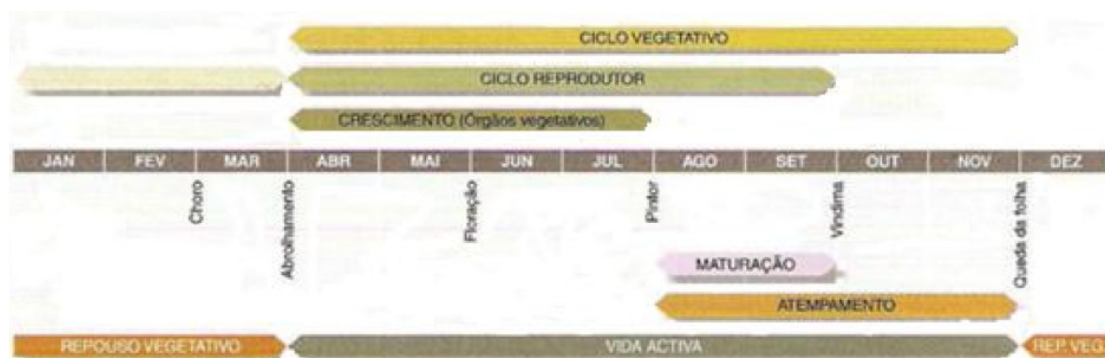 CICLO VEGETATIVO
CICLO REPRODUTOR
CRESCIMENTO (Órgãos vegetativos)
JAN FEV MAR ABR MAI JUN JUL AGO SET OUT NOV DEZ
Choro
Abrolhamento
Floração
Pintor
Vindima
Queda da folha
MATURAÇÃO
ATEMPAMENTO
REPOUSO VEGETATIVO VIDA ACTIVA REP. VEG.